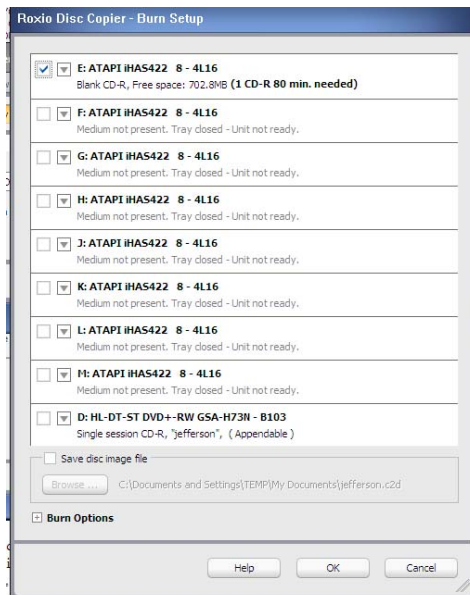 Roxio Disc Copier - Burn Setup
E: ATAPI iHAS422 8 - 4L16
Blank CD-R, Free space: 702.8MB (1 CD-R 80 min. needed)
F: ATAPI iHAS422 8 - 4L16
Medium not present. Tray closed - Unit not ready.
G: ATAPI iHAS422 8 - 4L16
Medium not present. Tray closed - Unit not ready.
H: ATAPI iHAS422 8 - 4L16
Medium not present. Tray closed - Unit not ready.
J: ATAPI iHAS422 8 - 4L16
Medium not present. Tray closed - Unit not ready.
K: ATAPI iHAS422 8 - 4L16
Medium not present. Tray closed - Unit not ready.
L: ATAPI iHAS422 8 - 4L16
Medium not present. Tray closed - Unit not ready.
M: ATAPI iHAS422 8 - 4L16
Medium not present. Tray closed - Unit not ready.
D: HL-DT-ST DVD+-RW GSA-H73N - B103
Single session CD-R, "jefferson", ( Appendable )
Save disc image file
Browse ... C:\Documents and Settings\TEMP\My Documents\jefferson.c2d
Burn Options
Help OK Cancel